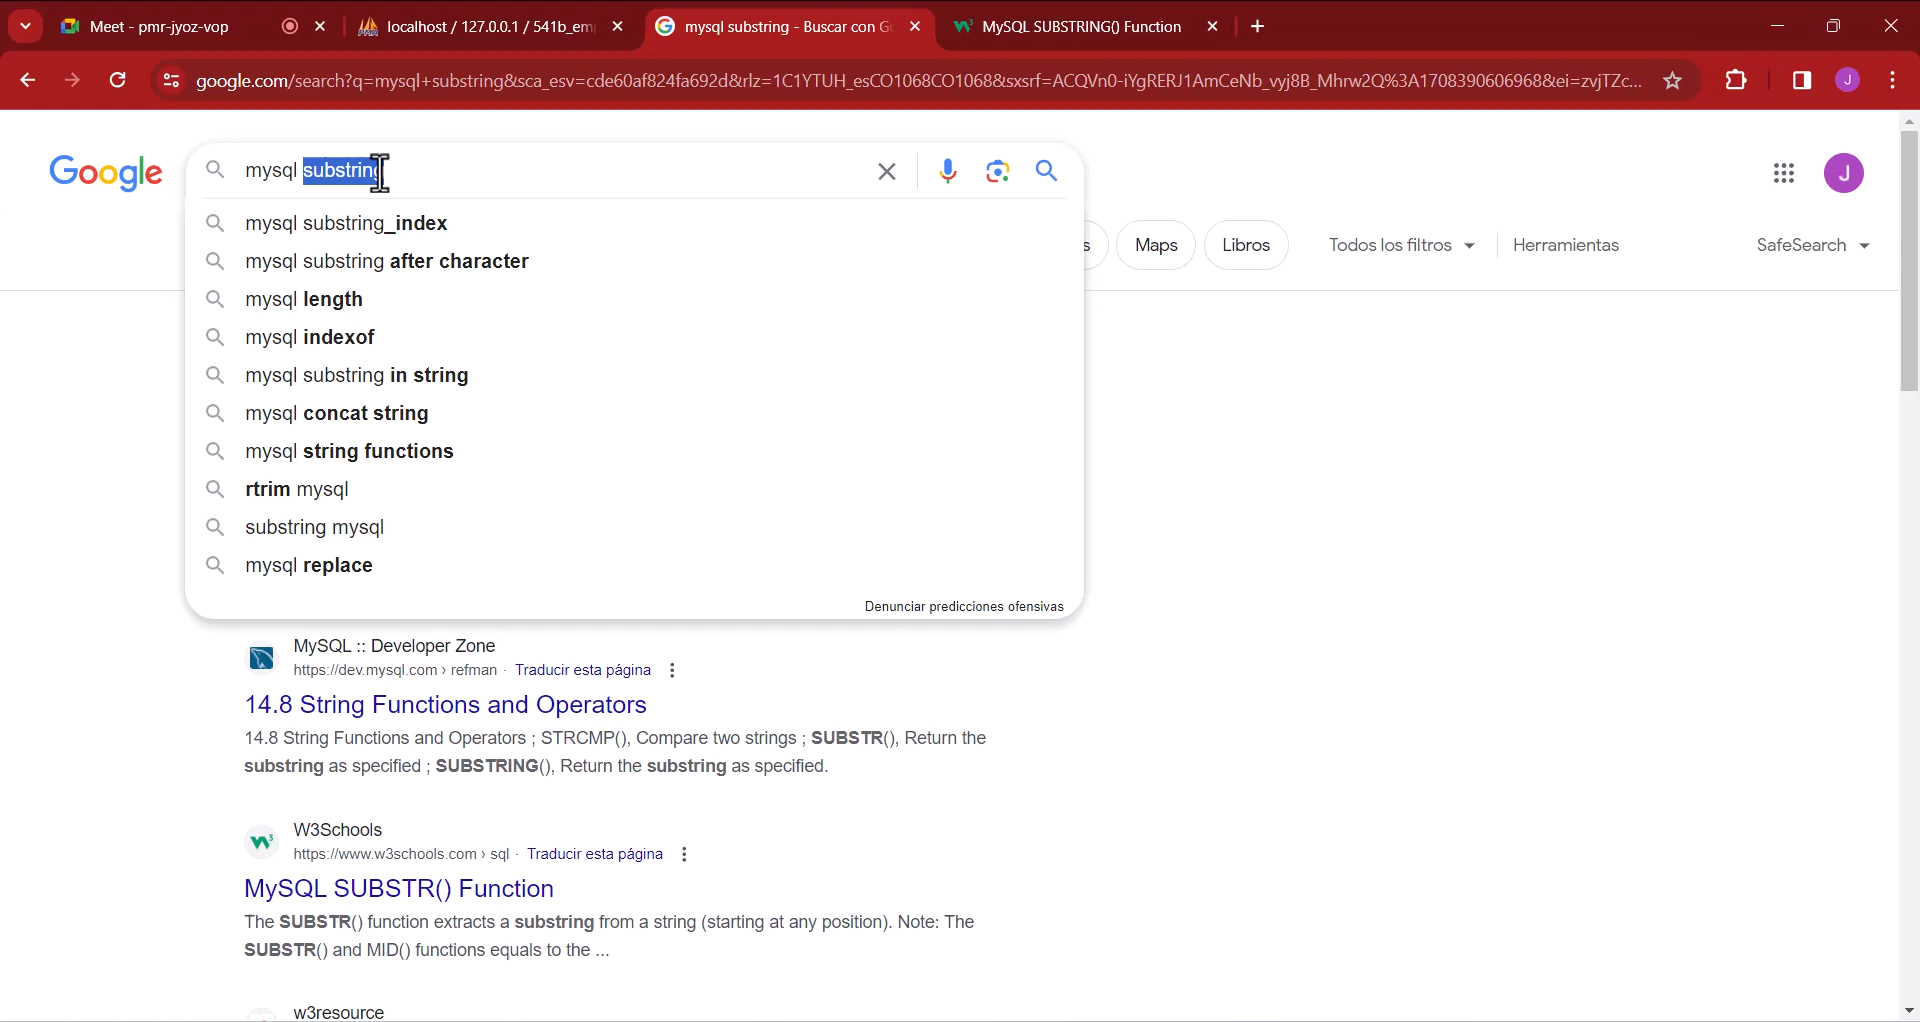 Meet - pmr-jyoz-vop
localhost / 127.0.0.1 / 541b_em
mysql substring - Buscar con G
MySQL SUBSTRING() Function
google.com/search?q=mysql+substring&sca_esv=cde60af824fa692d&rlz=1C1YTUH_esCO1068CO1068&sxsrf=ACQVn0-iYgRERJ1AmCeNb_vyj8B_Mhrw2Q%3A1708390606968&ei=zvjTZc...
J
Google
mysql substring
J
mysql substring_index
mysql substring after character
mysql length
mysql indexof
mysql substring in string
mysql concat string
mysql string functions
rtrim mysql
substring mysql
mysql replace
Denunciar predicciones ofensivas
s
Maps
Libros
Todos los filtros
Herramientas
SafeSearch
MySQL :: Developer Zone
https://dev.mysql.com › refman · Traducir esta página
14.8 String Functions and Operators
14.8 String Functions and Operators ; STRCMP(), Compare two strings ; SUBSTR(), Return the
substring as specified ; SUBSTRING(), Return the substring as specified.
W3Schools
https://www.w3schools.com › sql · Traducir esta página
MySQL SUBSTR() Function
The SUBSTR() function extracts a substring from a string (starting at any position). Note: The
SUBSTR() and MID() functions equals to the ...
w3resource